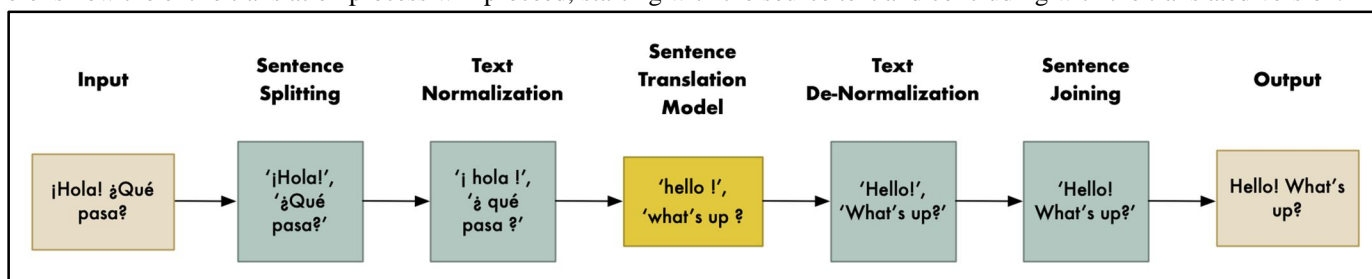 Input
Sentence
Splitting
Text
Normalization
Sentence
Translation
Model
Text
De-Normalization
Sentence
Joining
Output
¡Hola! ¿Qué
pasa?
‘¡Hola!’,
‘¿Qué
pasa?’
‘¡ hola !’,
‘¿ qué
pasa ?’
‘hello !’,
‘what’s up ?
‘Hello!’,
‘What’s up?’
‘Hello!
What’s up?’
Hello! What’s
up?